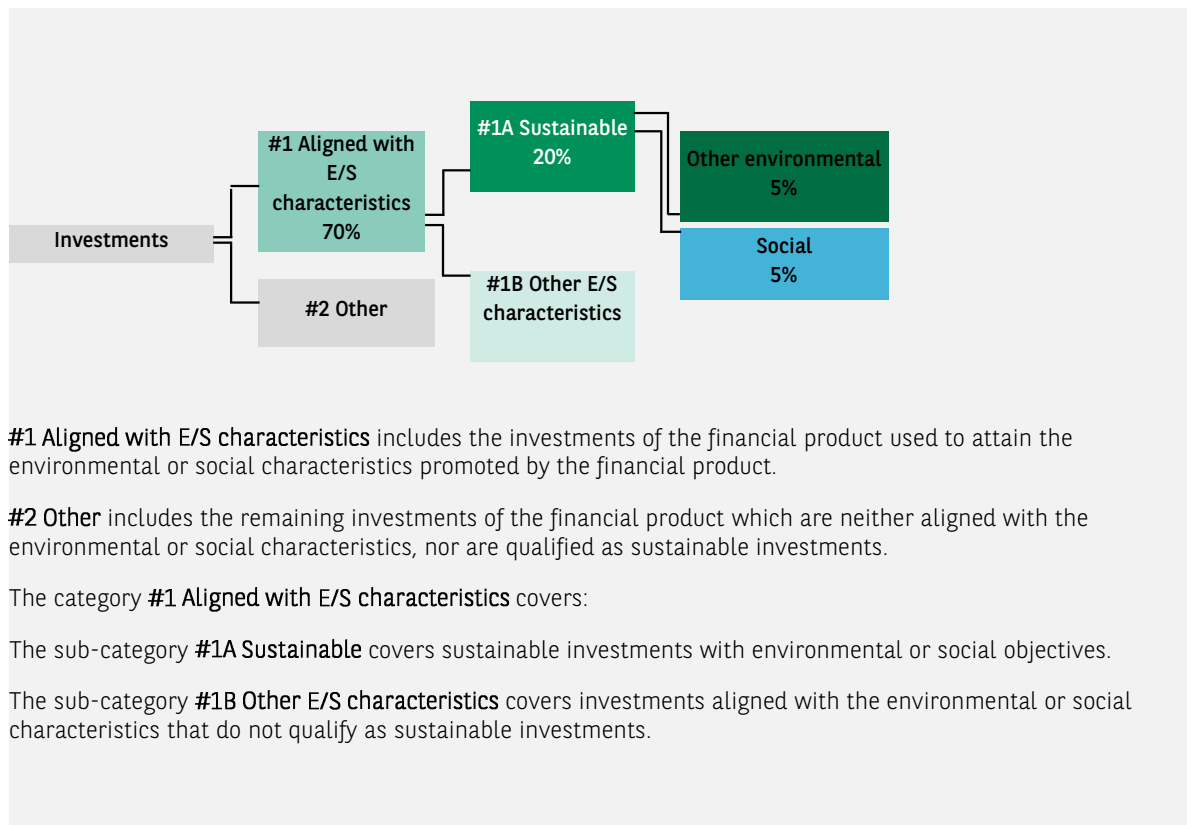 #1A Sustainable
20%
#1 Aligned with
E/S
characteristics
70%
Other environmental
5%
Investments
Social
5%
#1B Other E/S
characteristics
#2 Other
#1 Aligned with E/S characteristics includes the investments of the financial product used to attain the
environmental or social characteristics promoted by the financial product.
#2 Other includes the remaining investments of the financial product which are neither aligned with the
environmental or social characteristics, nor are qualified as sustainable investments.
The category #1 Aligned with E/S characteristics covers:
The sub-category #1A Sustainable covers sustainable investments with environmental or social objectives.
The sub-category #1B Other E/S characteristics covers investments aligned with the environmental or social
characteristics that do not qualify as sustainable investments.